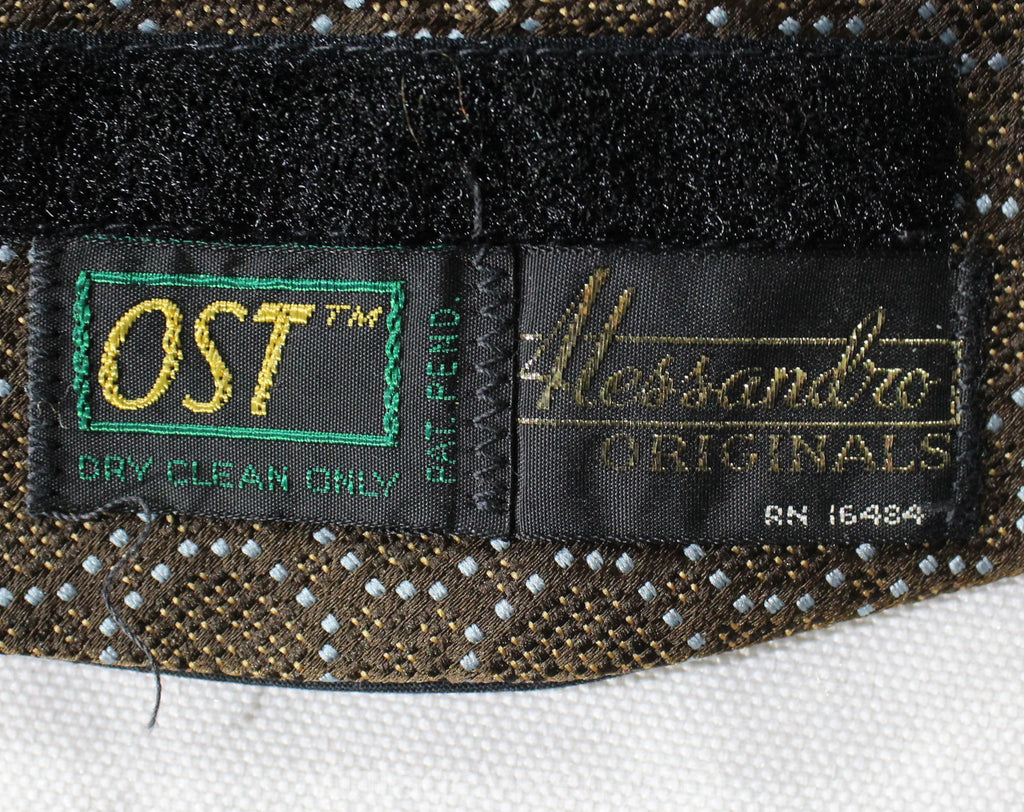 OST™
DRY CLEAN ONLY
PAT. PEND.
Alessandro
ORIGINALS
RN 16484